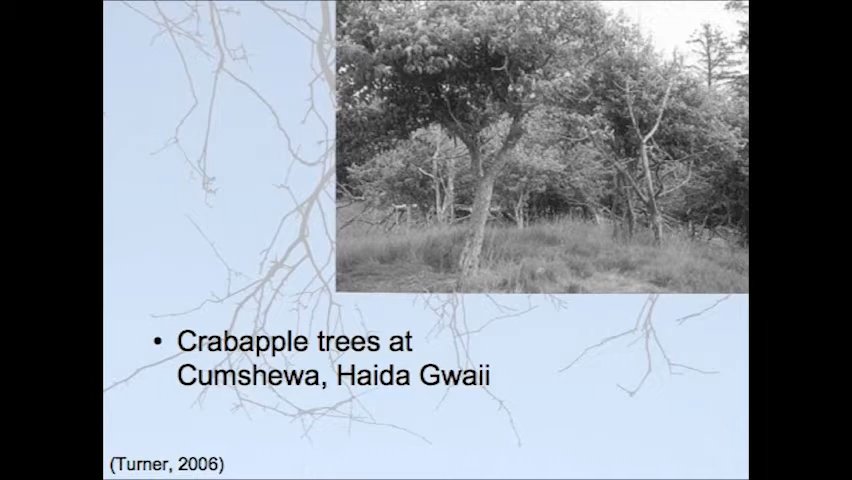 • Crabapple trees at
Cumshewa, Haida Gwaii
(Turner, 2006)